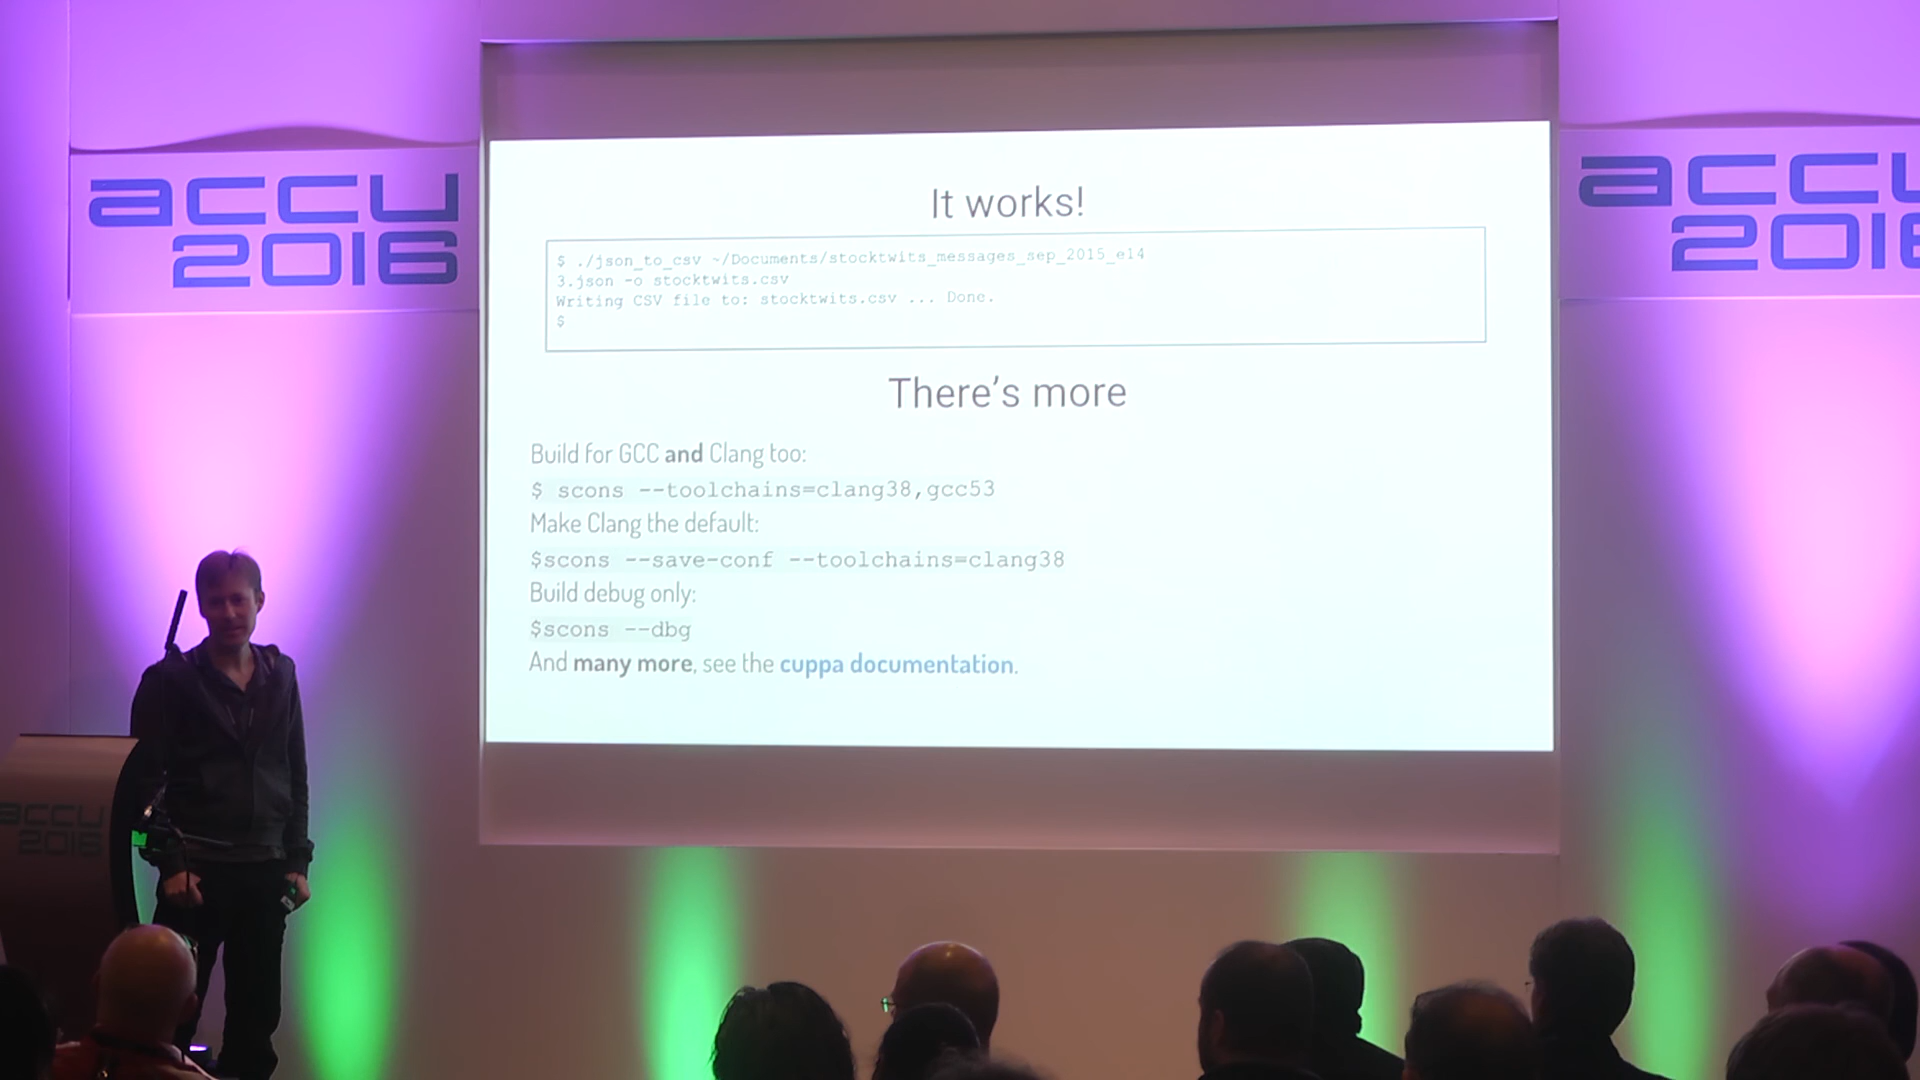 accu
2016
It works!
$ ./json_to_csv ~/Documents/stocktwits_messages_sep_2015_e14
3.json -o stocktwits.csv
Writing CSV file to: stocktwits.csv ... Done.
$
There's more
Build for GCC and Clang too:
$ scons --toolchains=clang38,gcc53
Make Clang the default:
$scons --save-conf --toolchains=clang38
Build debug only:
$scons --dbg
And many more, see the cuppa documentation.
accu
2016
accu
2016